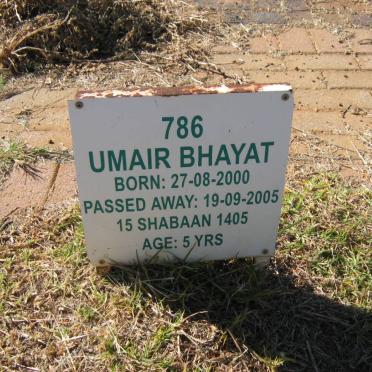 786
UMAIR BHAYAT
BORN: 27-08-2000
PASSED AWAY: 19-09-2005
15 SHABAAN 1405
AGE: 5 YRS